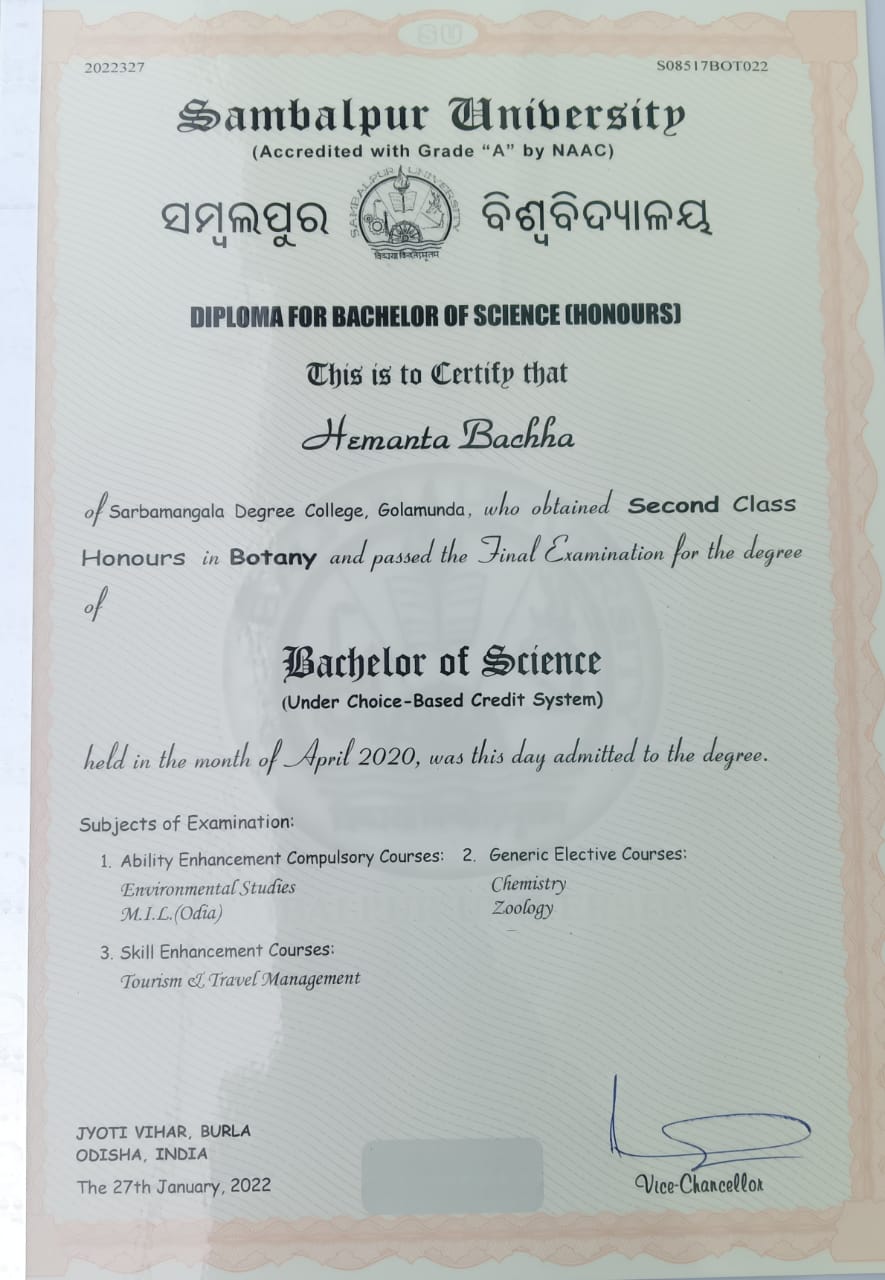 SU
2022327
S08517BOT022
Sambalpur University
(Accredited with Grade “A” by NAAC)
ସମ୍ବଲପୁର ବିଶ୍ୱବିଦ୍ୟାଳୟ
SAMBALPUR UNIVERSITY
DIPLOMA FOR BACHELOR OF SCIENCE (HONOURS)
This is to Certify that
Hemanta Bachha
of Sarbamangala Degree College, Golamunda, who obtained Second Class
Honours in Botany and passed the Final Examination for the degree
of
Bachelor of Science
(Under Choice-Based Credit System)
held in the month of April 2020, was this day admitted to the degree.
Subjects of Examination:
1. Ability Enhancement Compulsory Courses:
Environmental Studies
M.I.L.(Odia)
2. Generic Elective Courses:
Chemistry
Zoology
3. Skill Enhancement Courses:
Tourism & Travel Management
JYOTI VIHAR, BURLA
ODISHA, INDIA
The 27th January, 2022
Vice-Chancellor